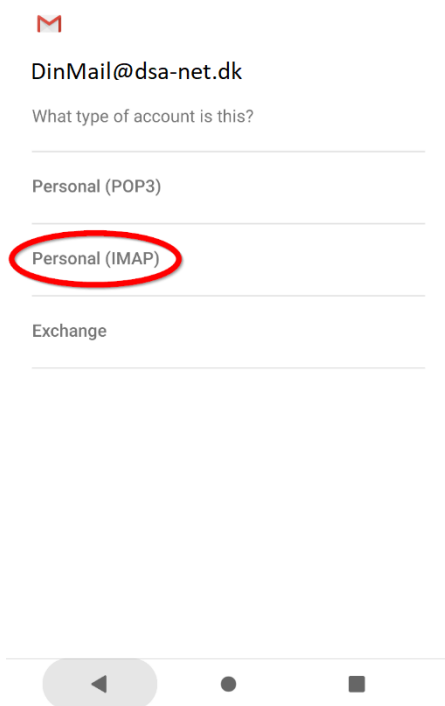 DinMail@dsa-net.dk
What type of account is this?
Personal (POP3)
Personal (IMAP)
Exchange